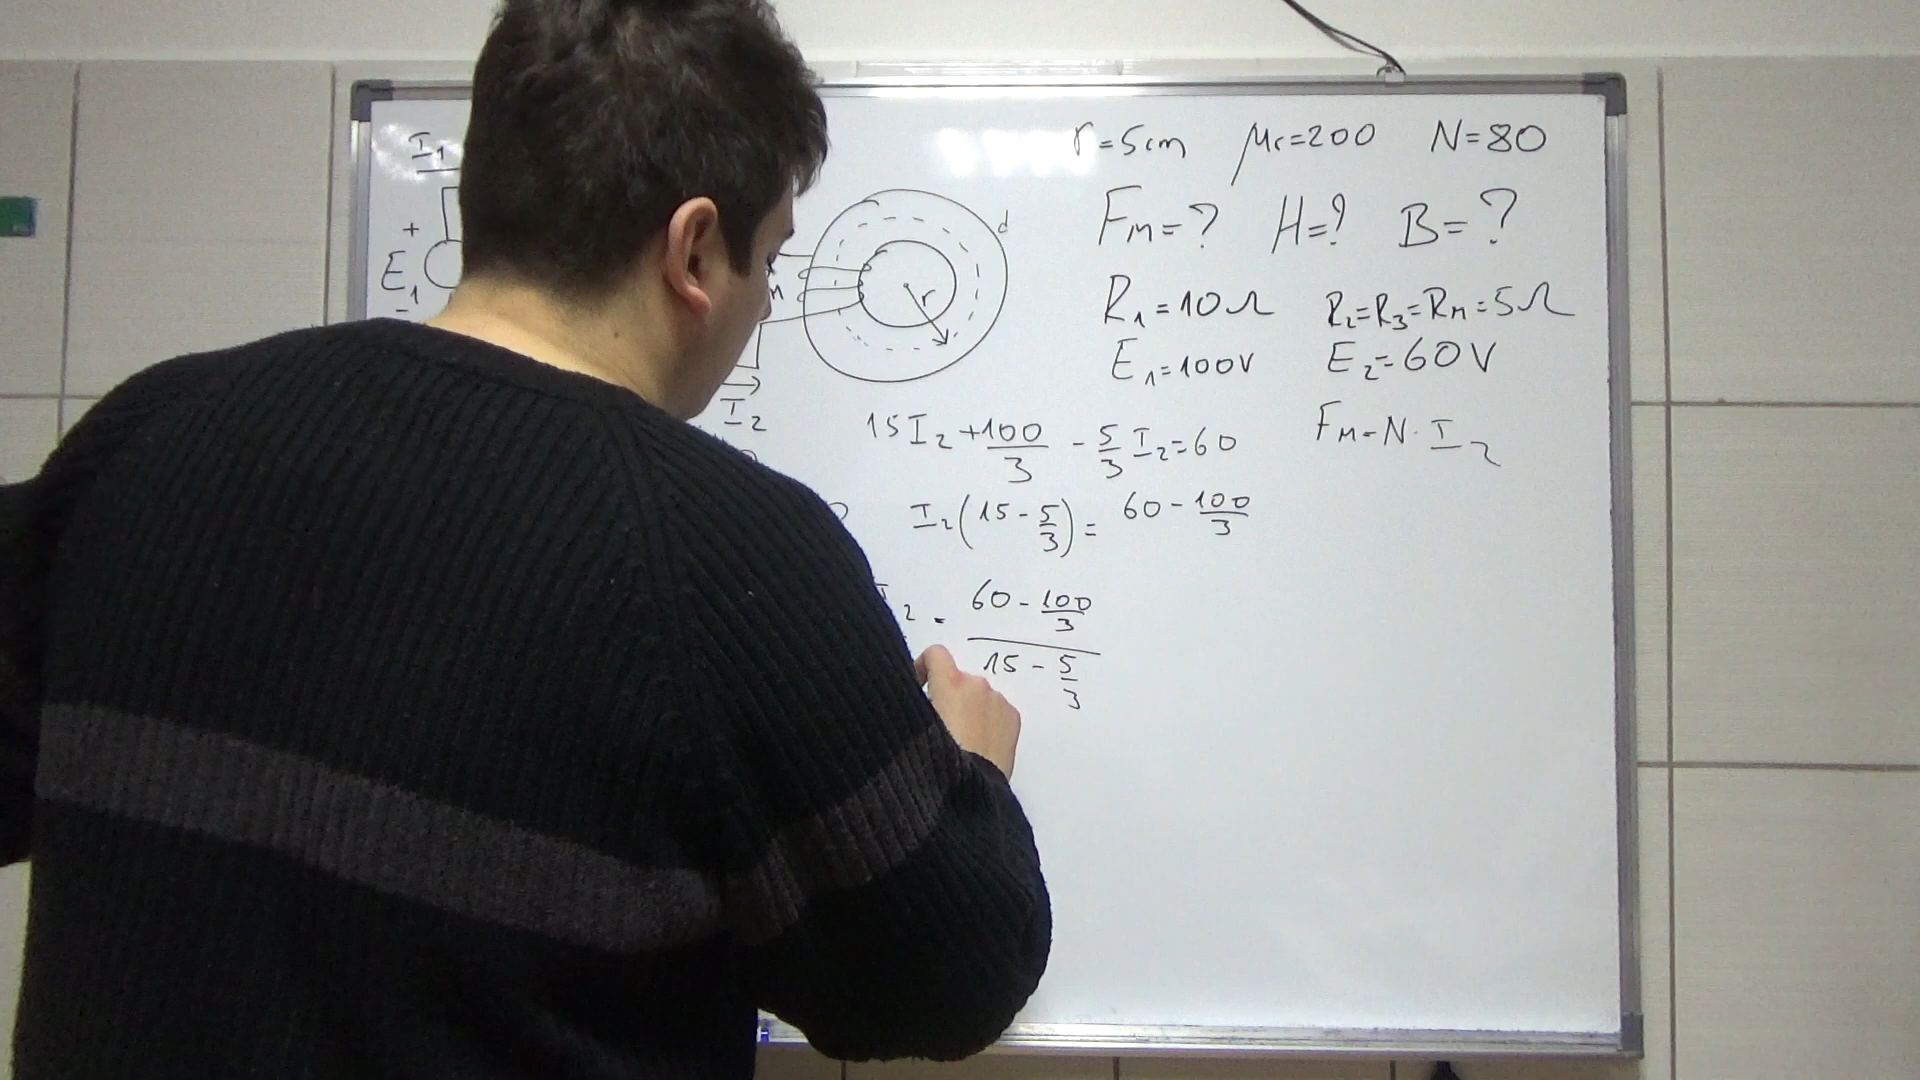 I₁
r=5cm μr=200 N=80
Fm=? H=? B=?
+
d
E₁
r
R₁=10Ω R₂=R₃=RM=5Ω
-
E₁=100V E₂=60V
I₂
15I₂+100/3 - 5/3 I₂=60
FM=N·I₂
I₂(15-5/3)= 60-100/3
I₂ = (60-100/3)/(15-5/3)